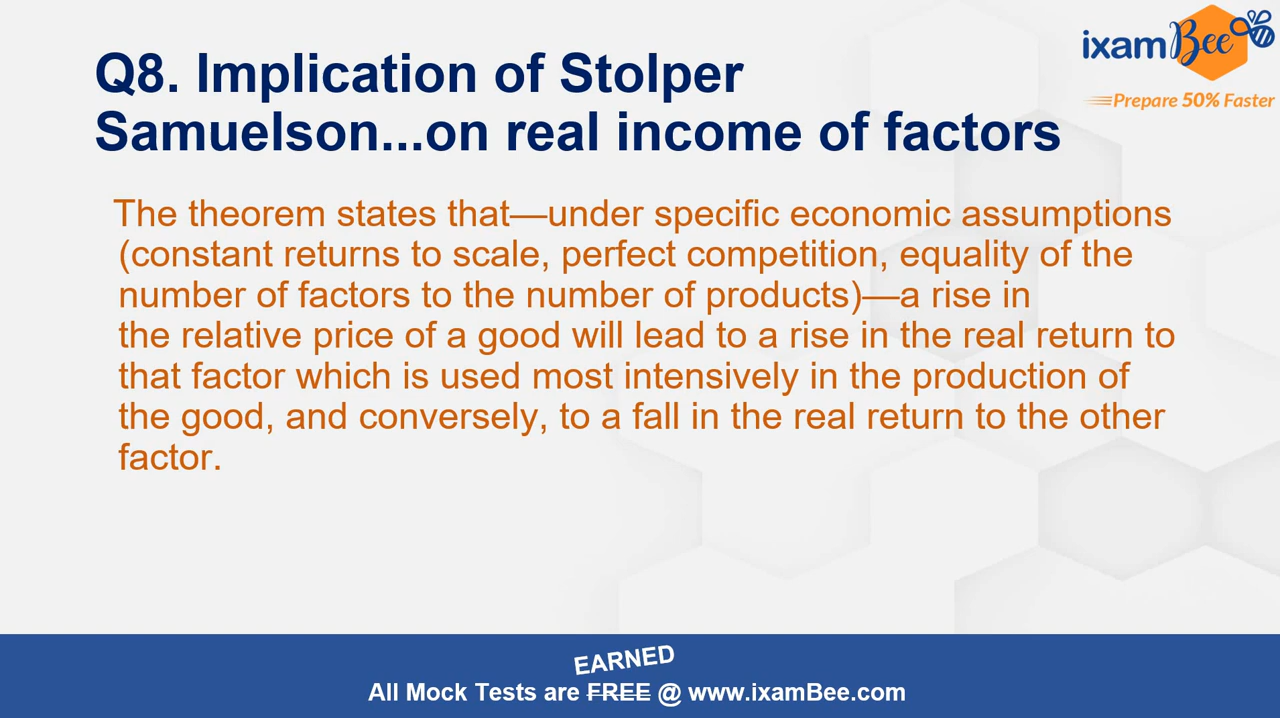 ixamBee
Prepare 50% Faster
Q8. Implication of Stolper
Samuelson...on real income of factors
The theorem states that—under specific economic assumptions
(constant returns to scale, perfect competition, equality of the
number of factors to the number of products)—a rise in
the relative price of a good will lead to a rise in the real return to
that factor which is used most intensively in the production of
the good, and conversely, to a fall in the real return to the other
factor.
EARNED
All Mock Tests are FREE @ www.ixamBee.com